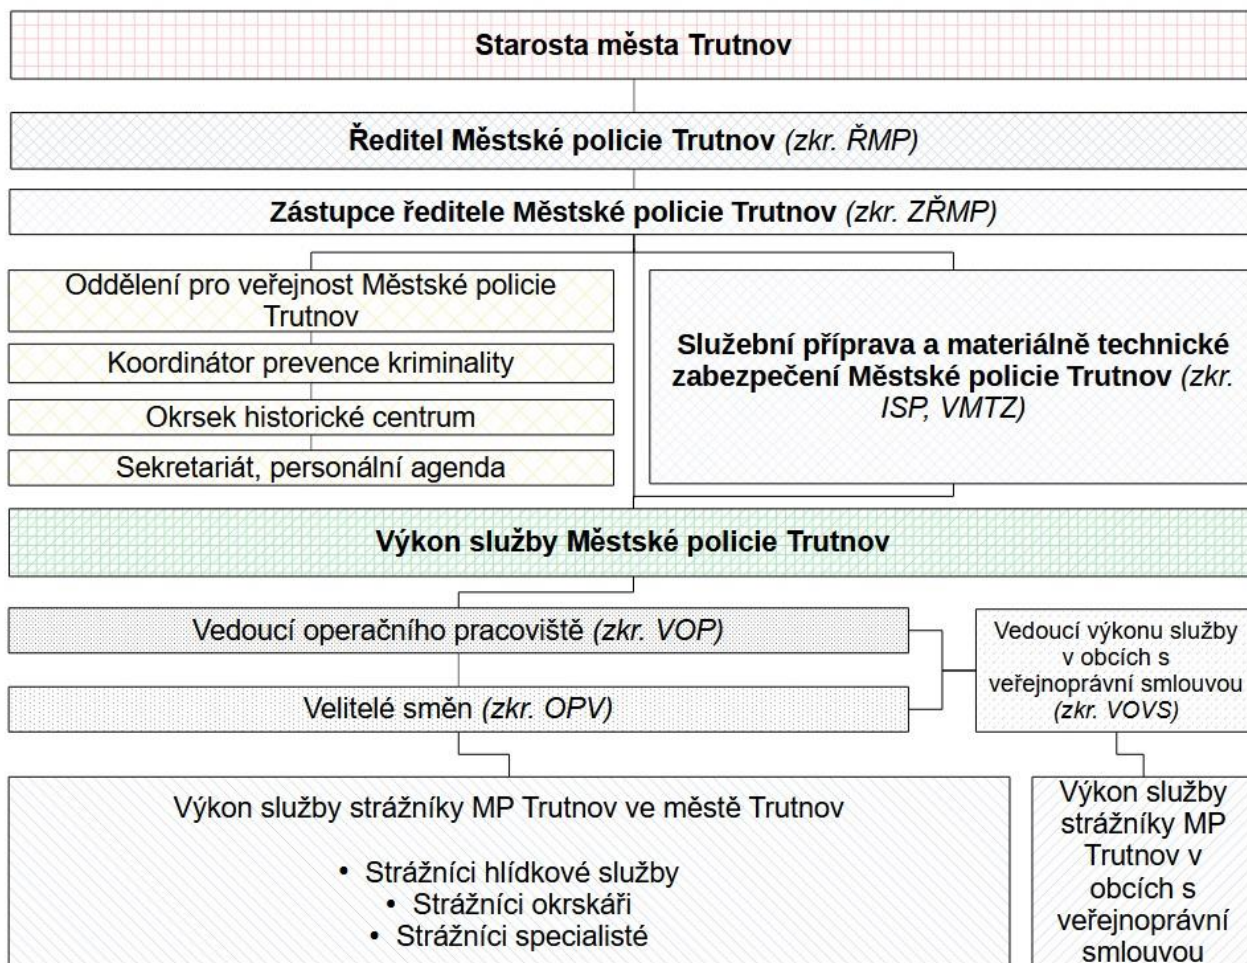 Starosta města Trutnov
Ředitel Městské policie Trutnov (zkr. ŘMP)
Zástupce ředitele Městské policie Trutnov (zkr. ZŘMP)
Oddělení pro veřejnost Městské policie
Trutnov
Koordinátor prevence kriminality
Okrsek historické centrum
Sekretariát, personální agenda
Služební příprava a materiálně technické
zabezpečení Městské policie Trutnov (zkr.
ISP, VMTZ)
Výkon služby Městské policie Trutnov
Vedoucí operačního pracoviště (zkr. VOP)
Velitelé směn (zkr. OPV)
Vedoucí výkonu služby
v obcích s
veřejnoprávní smlouvou
(zkr. VOVS)
Výkon služby strážníky MP Trutnov ve městě Trutnov
• Strážníci hlídkové služby
• Strážníci okrskáři
• Strážníci specialisté
Výkon služby
strážníky MP
Trutnov v
obcích s
veřejnoprávní
smlouvou